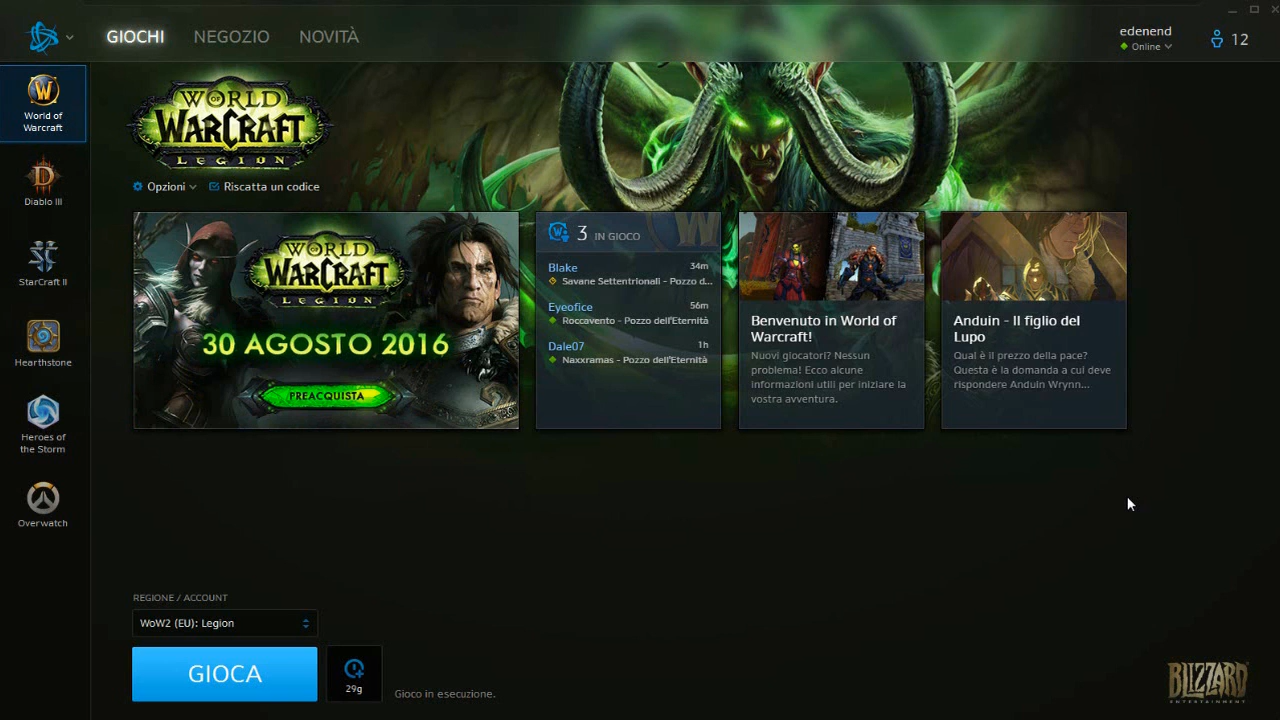 GIOCHI
NEGOZIO
NOVITÀ
edenend
Online
12
World of
Warcraft
Diablo III
StarCraft II
Hearthstone
Heroes of
the Storm
Overwatch
WORLD
OF
WARCRAFT
LEGION
Opzioni
Riscatta un codice
WORLD
OF
WARCRAFT
LEGION
30 AGOSTO 2016
PREACQUISTA
3 IN GIOCO
Blake 34m
Savane Settentrionali - Pozzo d...
Eyeofice 56m
Roccavento - Pozzo dell'Eternità
Dale07 1h
Naxxramas - Pozzo dell'Eternità
Benvenuto in World of
Warcraft!
Nuovi giocatori? Nessun
problema! Ecco alcune
informazioni utili per iniziare la
vostra avventura.
Anduin - Il figlio del
Lupo
Qual è il prezzo della pace?
Questa è la domanda a cui deve
rispondere Anduin Wrynn...
REGIONE / ACCOUNT
WoW2 (EU): Legion
GIOCA
29g
Gioco in esecuzione.
BLIZZARD
ENTERTAINMENT